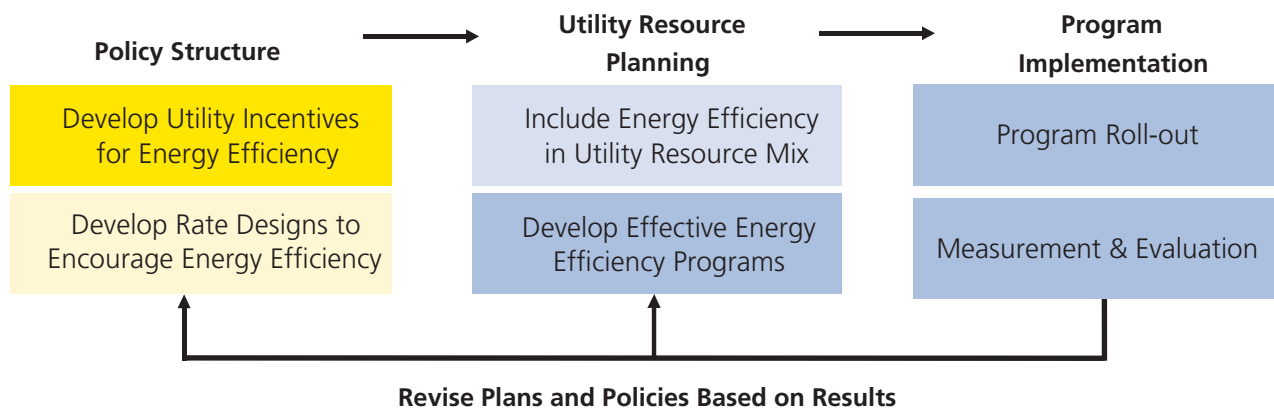 Policy Structure
Utility Resource
Planning
Program
Implementation
Develop Utility Incentives
for Energy Efficiency
Include Energy Efficiency
in Utility Resource Mix
Program Roll-out
Develop Rate Designs to
Encourage Energy Efficiency
Develop Effective Energy
Efficiency Programs
Measurement & Evaluation
Revise Plans and Policies Based on Results